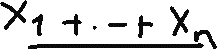 X₁ + . - + Xₙ